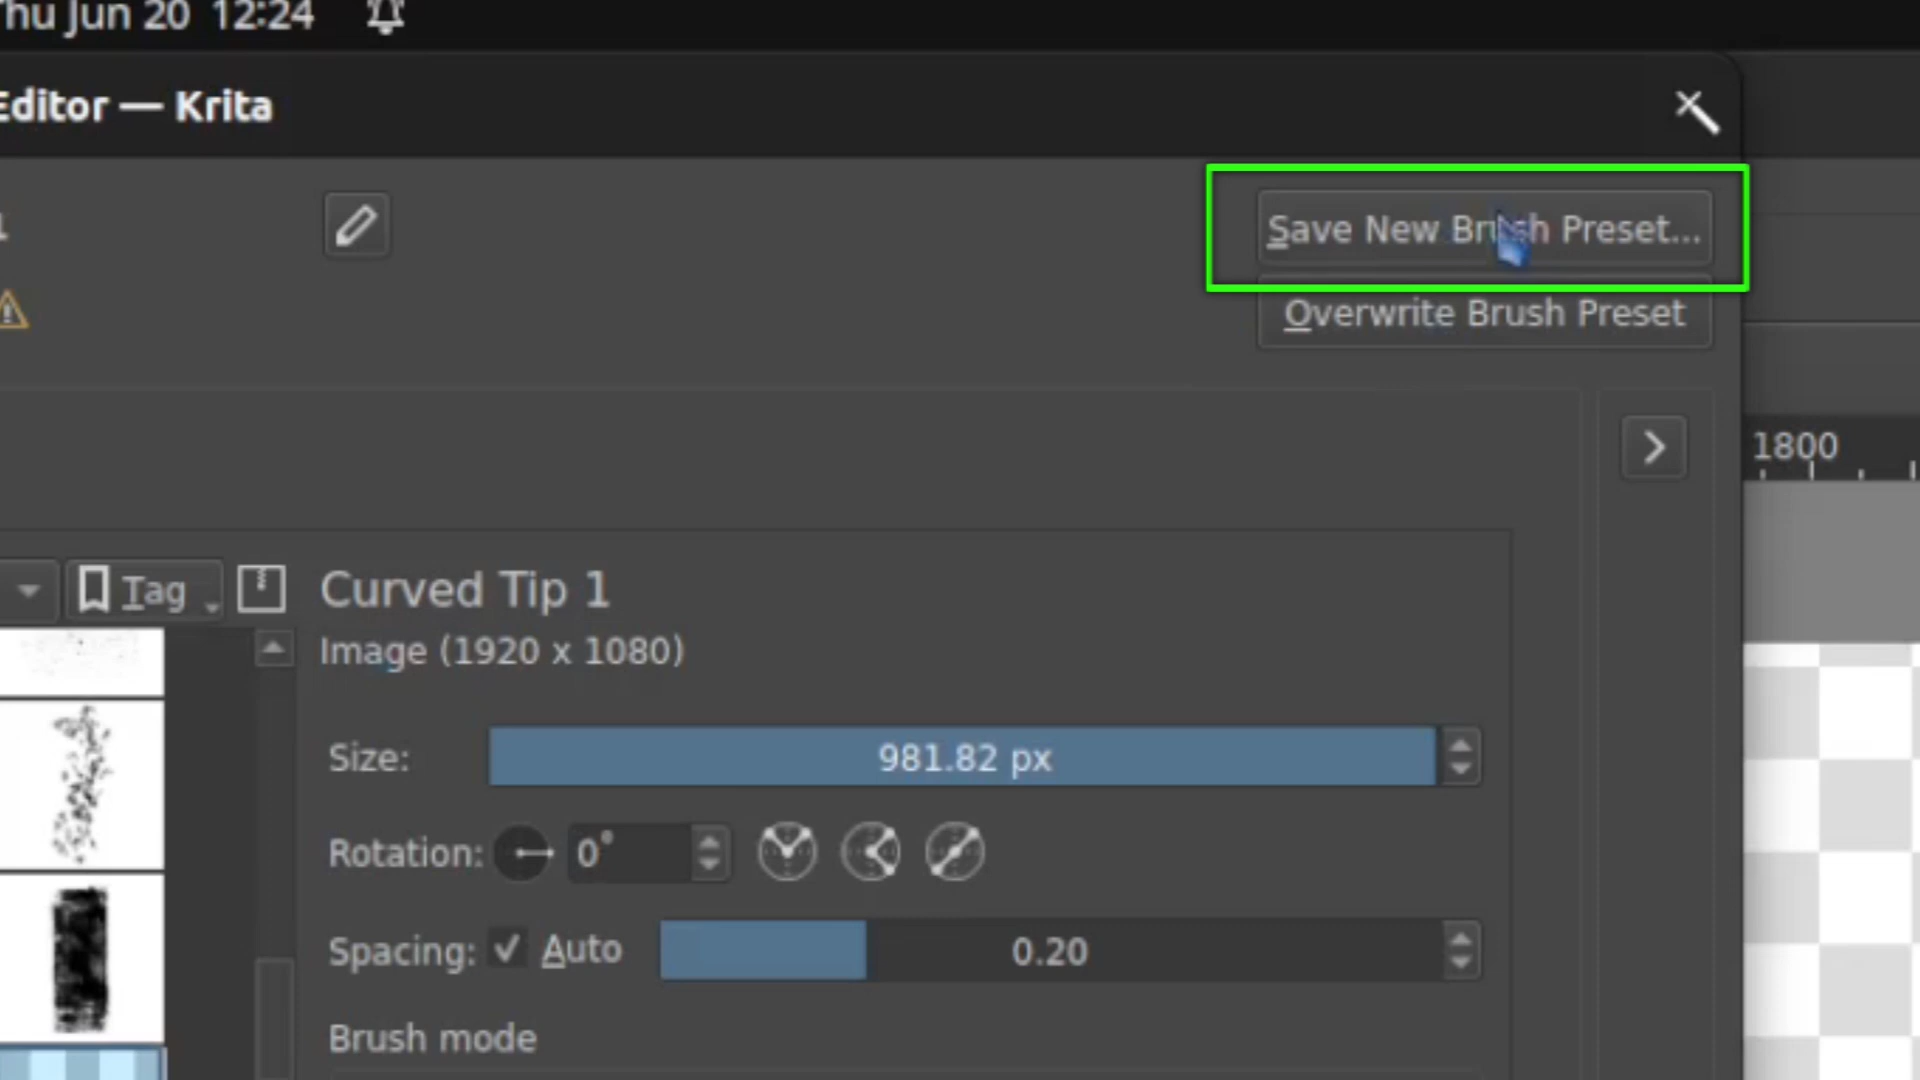 Thu Jun 20 12:24
Editor — Krita
Save New Brush Preset...
Overwrite Brush Preset
1800
Tag
Curved Tip 1
Image (1920 x 1080)
Size: 981.82 px
Rotation: 0°
Spacing: Auto 0.20
Brush mode